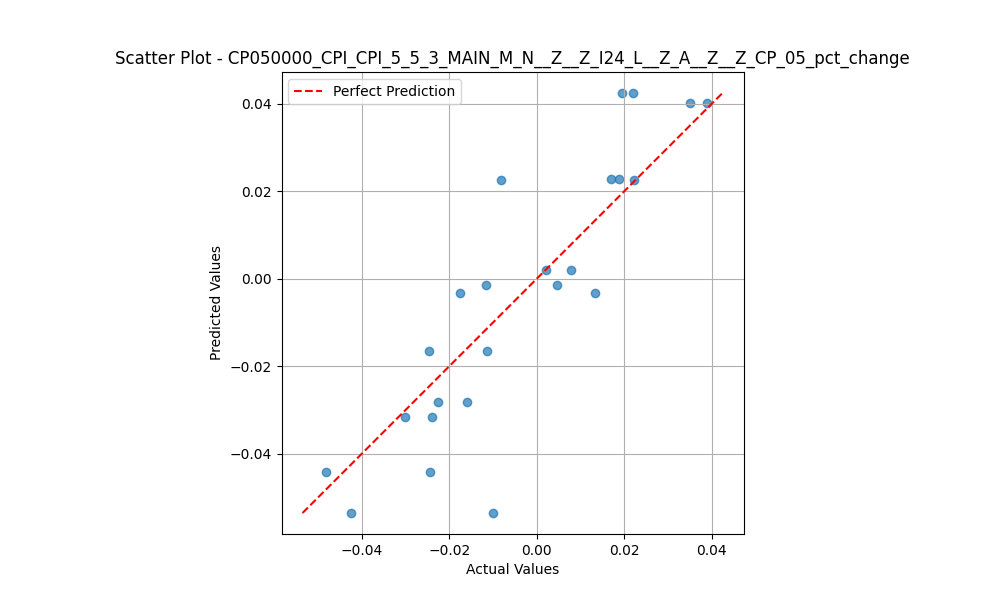 Scatter Plot - CP050000_CPI_CPI_5_5_3_MAIN_M_N__Z__Z_I24_L__Z_A__Z__Z_CP_05_pct_change
Perfect Prediction
0.04
0.02
0.00
−0.02
−0.04
Predicted Values
−0.04
−0.02
0.00
0.02
0.04
Actual Values